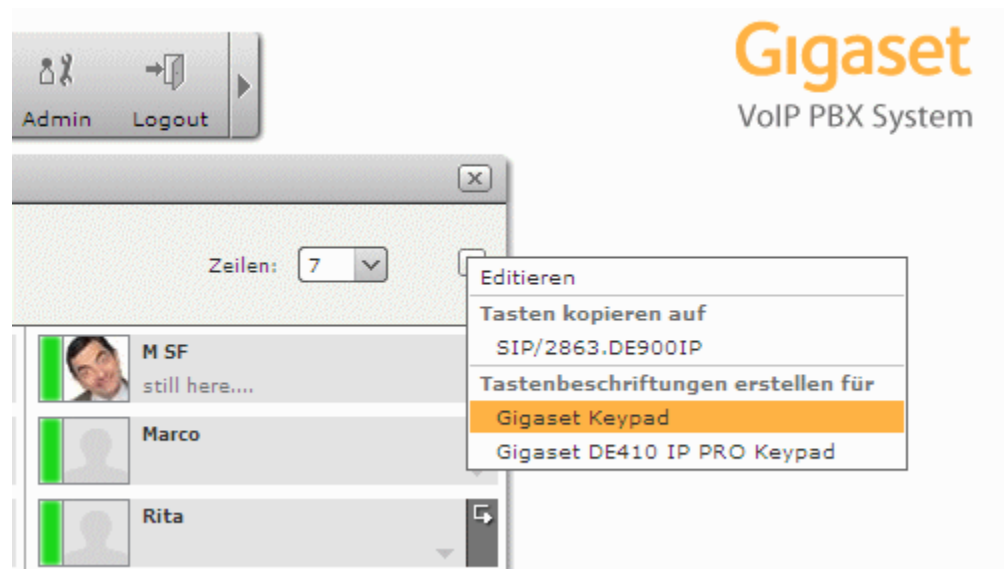 Gigaset
VoIP PBX System
Admin
Logout
Zeilen: 7
Editieren
Tasten kopieren auf
SIP/2863.DE900IP
Tastenbeschriftungen erstellen für
Gigaset Keypad
Gigaset DE410 IP PRO Keypad
M SF
still here....
Marco
Rita